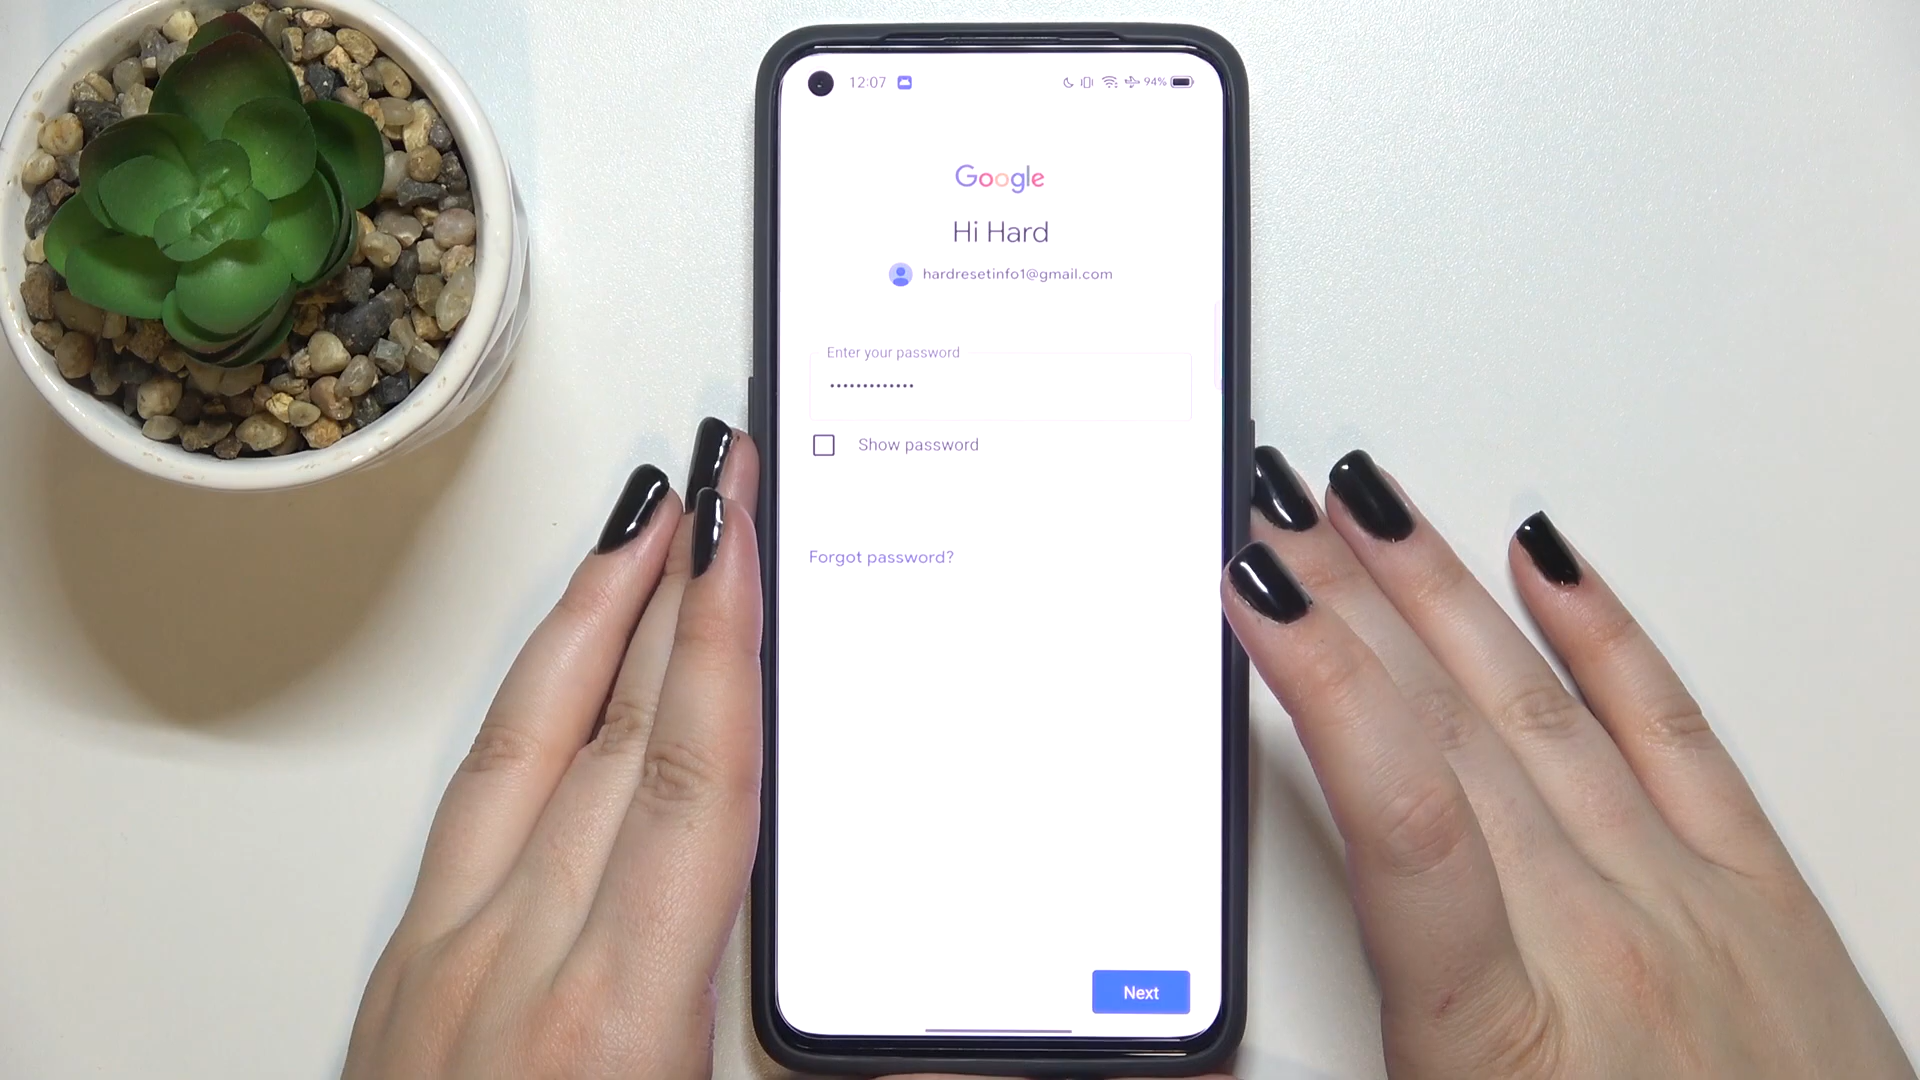 12:07 94%
Google
Hi Hard
hardresetinfo1@gmail.com
Enter your password
•••••••••••••
Show password
Forgot password?
Next